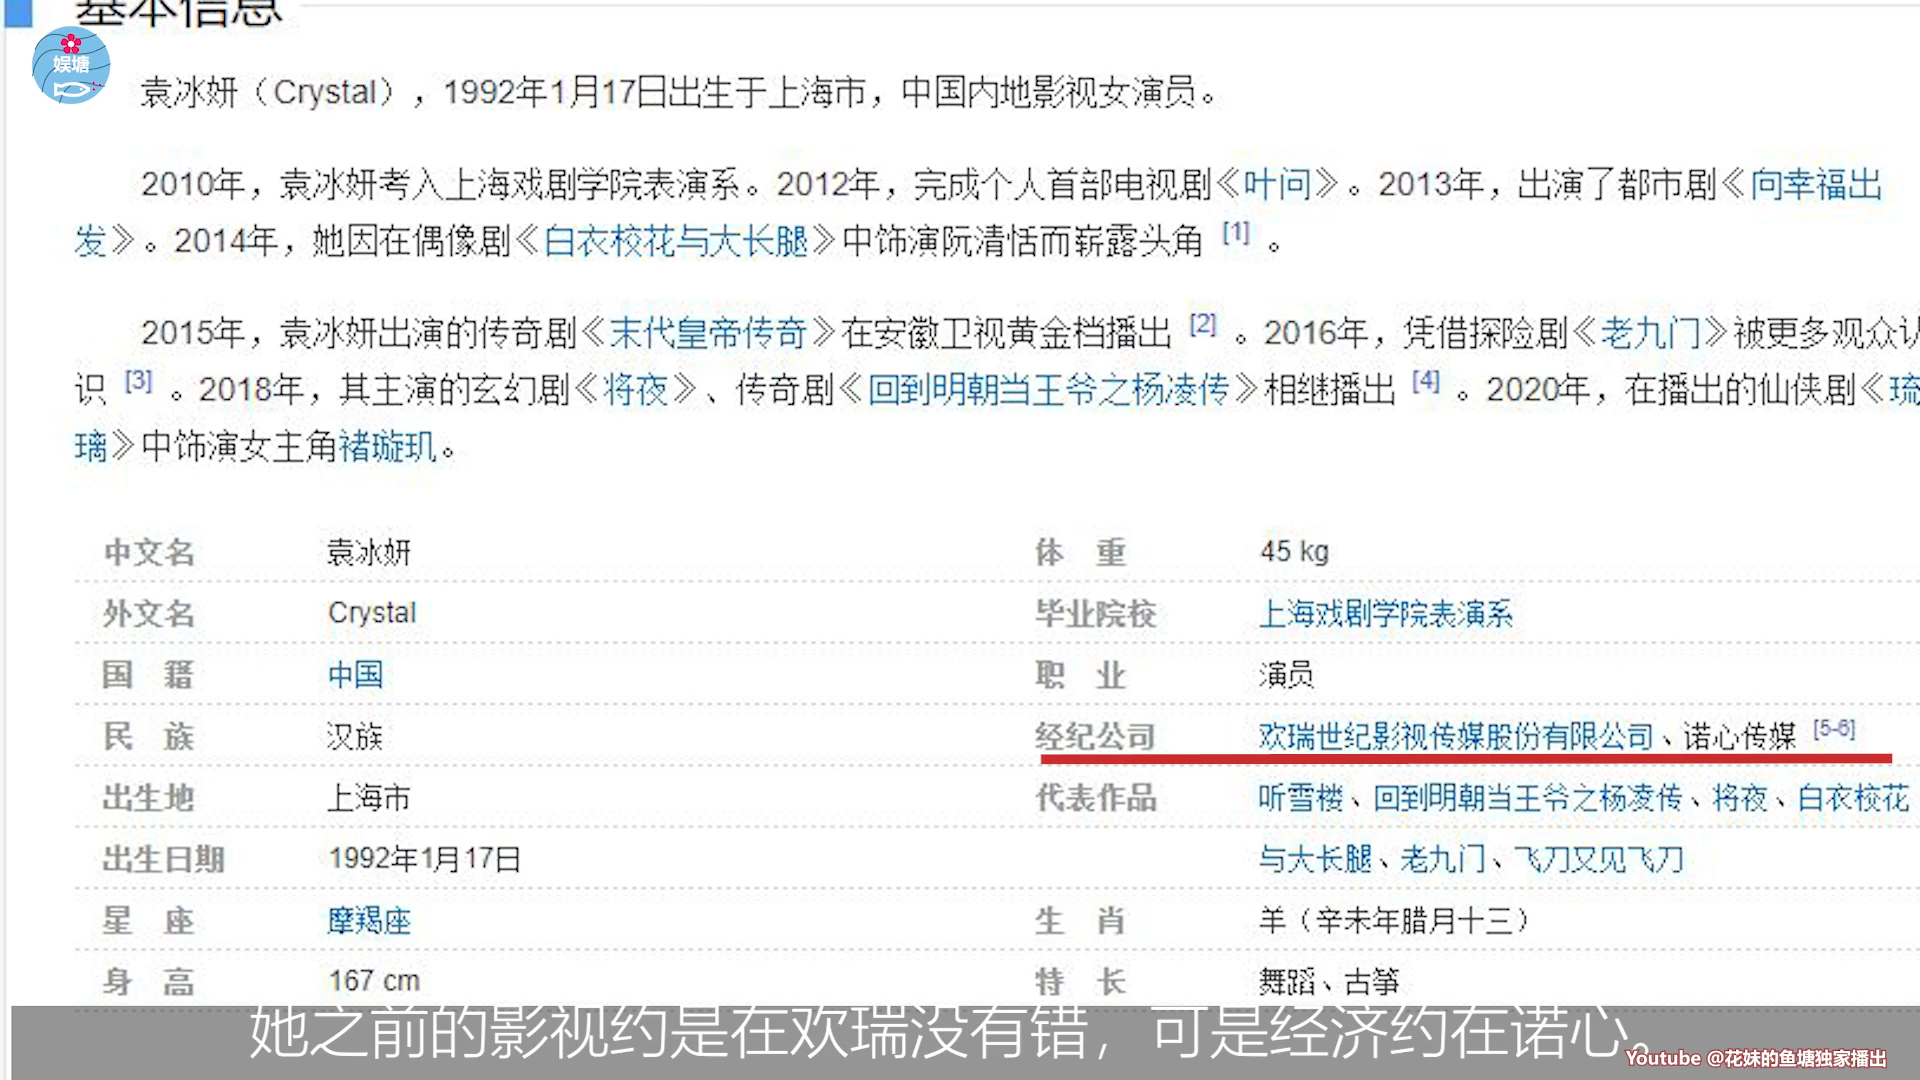 基本信息
娱塘
袁冰妍（Crystal），1992年1月17日出生于上海市，中国内地影视女演员。
2010年，袁冰妍考入上海戏剧学院表演系。2012年，完成个人首部电视剧《叶问》。2013年，出演了都市剧《向幸福出
发》。2014年，她因在偶像剧《白衣校花与大长腿》中饰演阮清恬而崭露头角 [1] 。
2015年，袁冰妍出演的传奇剧《末代皇帝传奇》在安徽卫视黄金档播出 [2] 。2016年，凭借探险剧《老九门》被更多观众认
识 [3] 。2018年，其主演的玄幻剧《将夜》、传奇剧《回到明朝当王爷之杨凌传》相继播出 [4] 。2020年，在播出的仙侠剧《琉
璃》中饰演女主角褚璇玑。
中文名 袁冰妍 体 重 45 kg
外文名 Crystal 毕业院校 上海戏剧学院表演系
国 籍 中国 职 业 演员
民 族 汉族 经纪公司 欢瑞世纪影视传媒股份有限公司、诺心传媒 [5-6]
出生地 上海市 代表作品 听雪楼、回到明朝当王爷之杨凌传、将夜、白衣校花
出生日期 1992年1月17日 与大长腿、老九门、飞刀又见飞刀
星 座 摩羯座 生 肖 羊（辛未年腊月十三）
身 高 167 cm 特 长 舞蹈、古筝
她之前的影视约是在欢瑞没有错，可是经济约在诺心。
Youtube @花妹的鱼塘独家播出